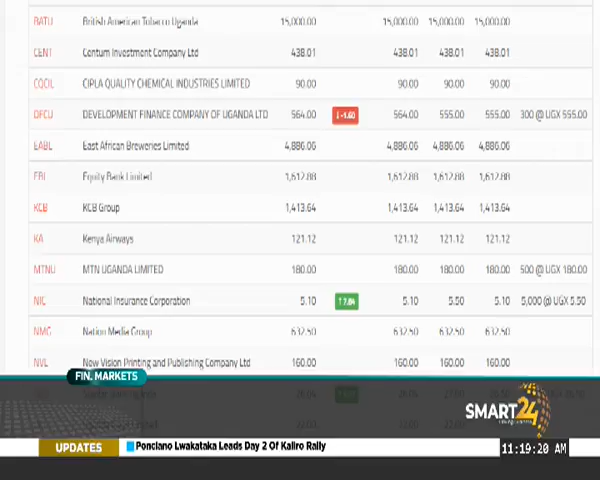 BATU British American Tobacco Uganda 15,000.00 15,000.00 15,000.00 15,000.00
CENT Centum Investment Company Ltd 438.01 438.01 438.01 438.01
CQCIL CIPLA QUALITY CHEMICAL INDUSTRIES LIMITED 90.00 90.00 90.00 90.00
DFCU DEVELOPMENT FINANCE COMPANY OF UGANDA LTD 564.00 -1.60 564.00 555.00 555.00 300 @ UGX 555.00
EABL East African Breweries Limited 4,886.06 4,886.06 4,886.06 4,886.06
EBL Equity Bank Limited 1,612.88 1,612.88 1,612.88 1,612.88
KCB KCB Group 1,413.64 1,413.64 1,413.64 1,413.64
KA Kenya Airways 121.12 121.12 121.12 121.12
MTNU MTN UGANDA LIMITED 180.00 180.00 180.00 180.00 500 @ UGX 180.00
NIC National Insurance Corporation 5.10 7.84 5.10 5.50 5.10 5,000 @ UGX 5.50
NMG Nation Media Group 632.50 632.50 632.50 632.50
NVL New Vision Printing and Publishing Company Ltd 160.00 160.00 160.00 160.00
FIN. MARKETS
SMART24
UPDATES Ponciano Lwakataka Leads Day 2 Of Kaliro Rally
11:19:20 AM